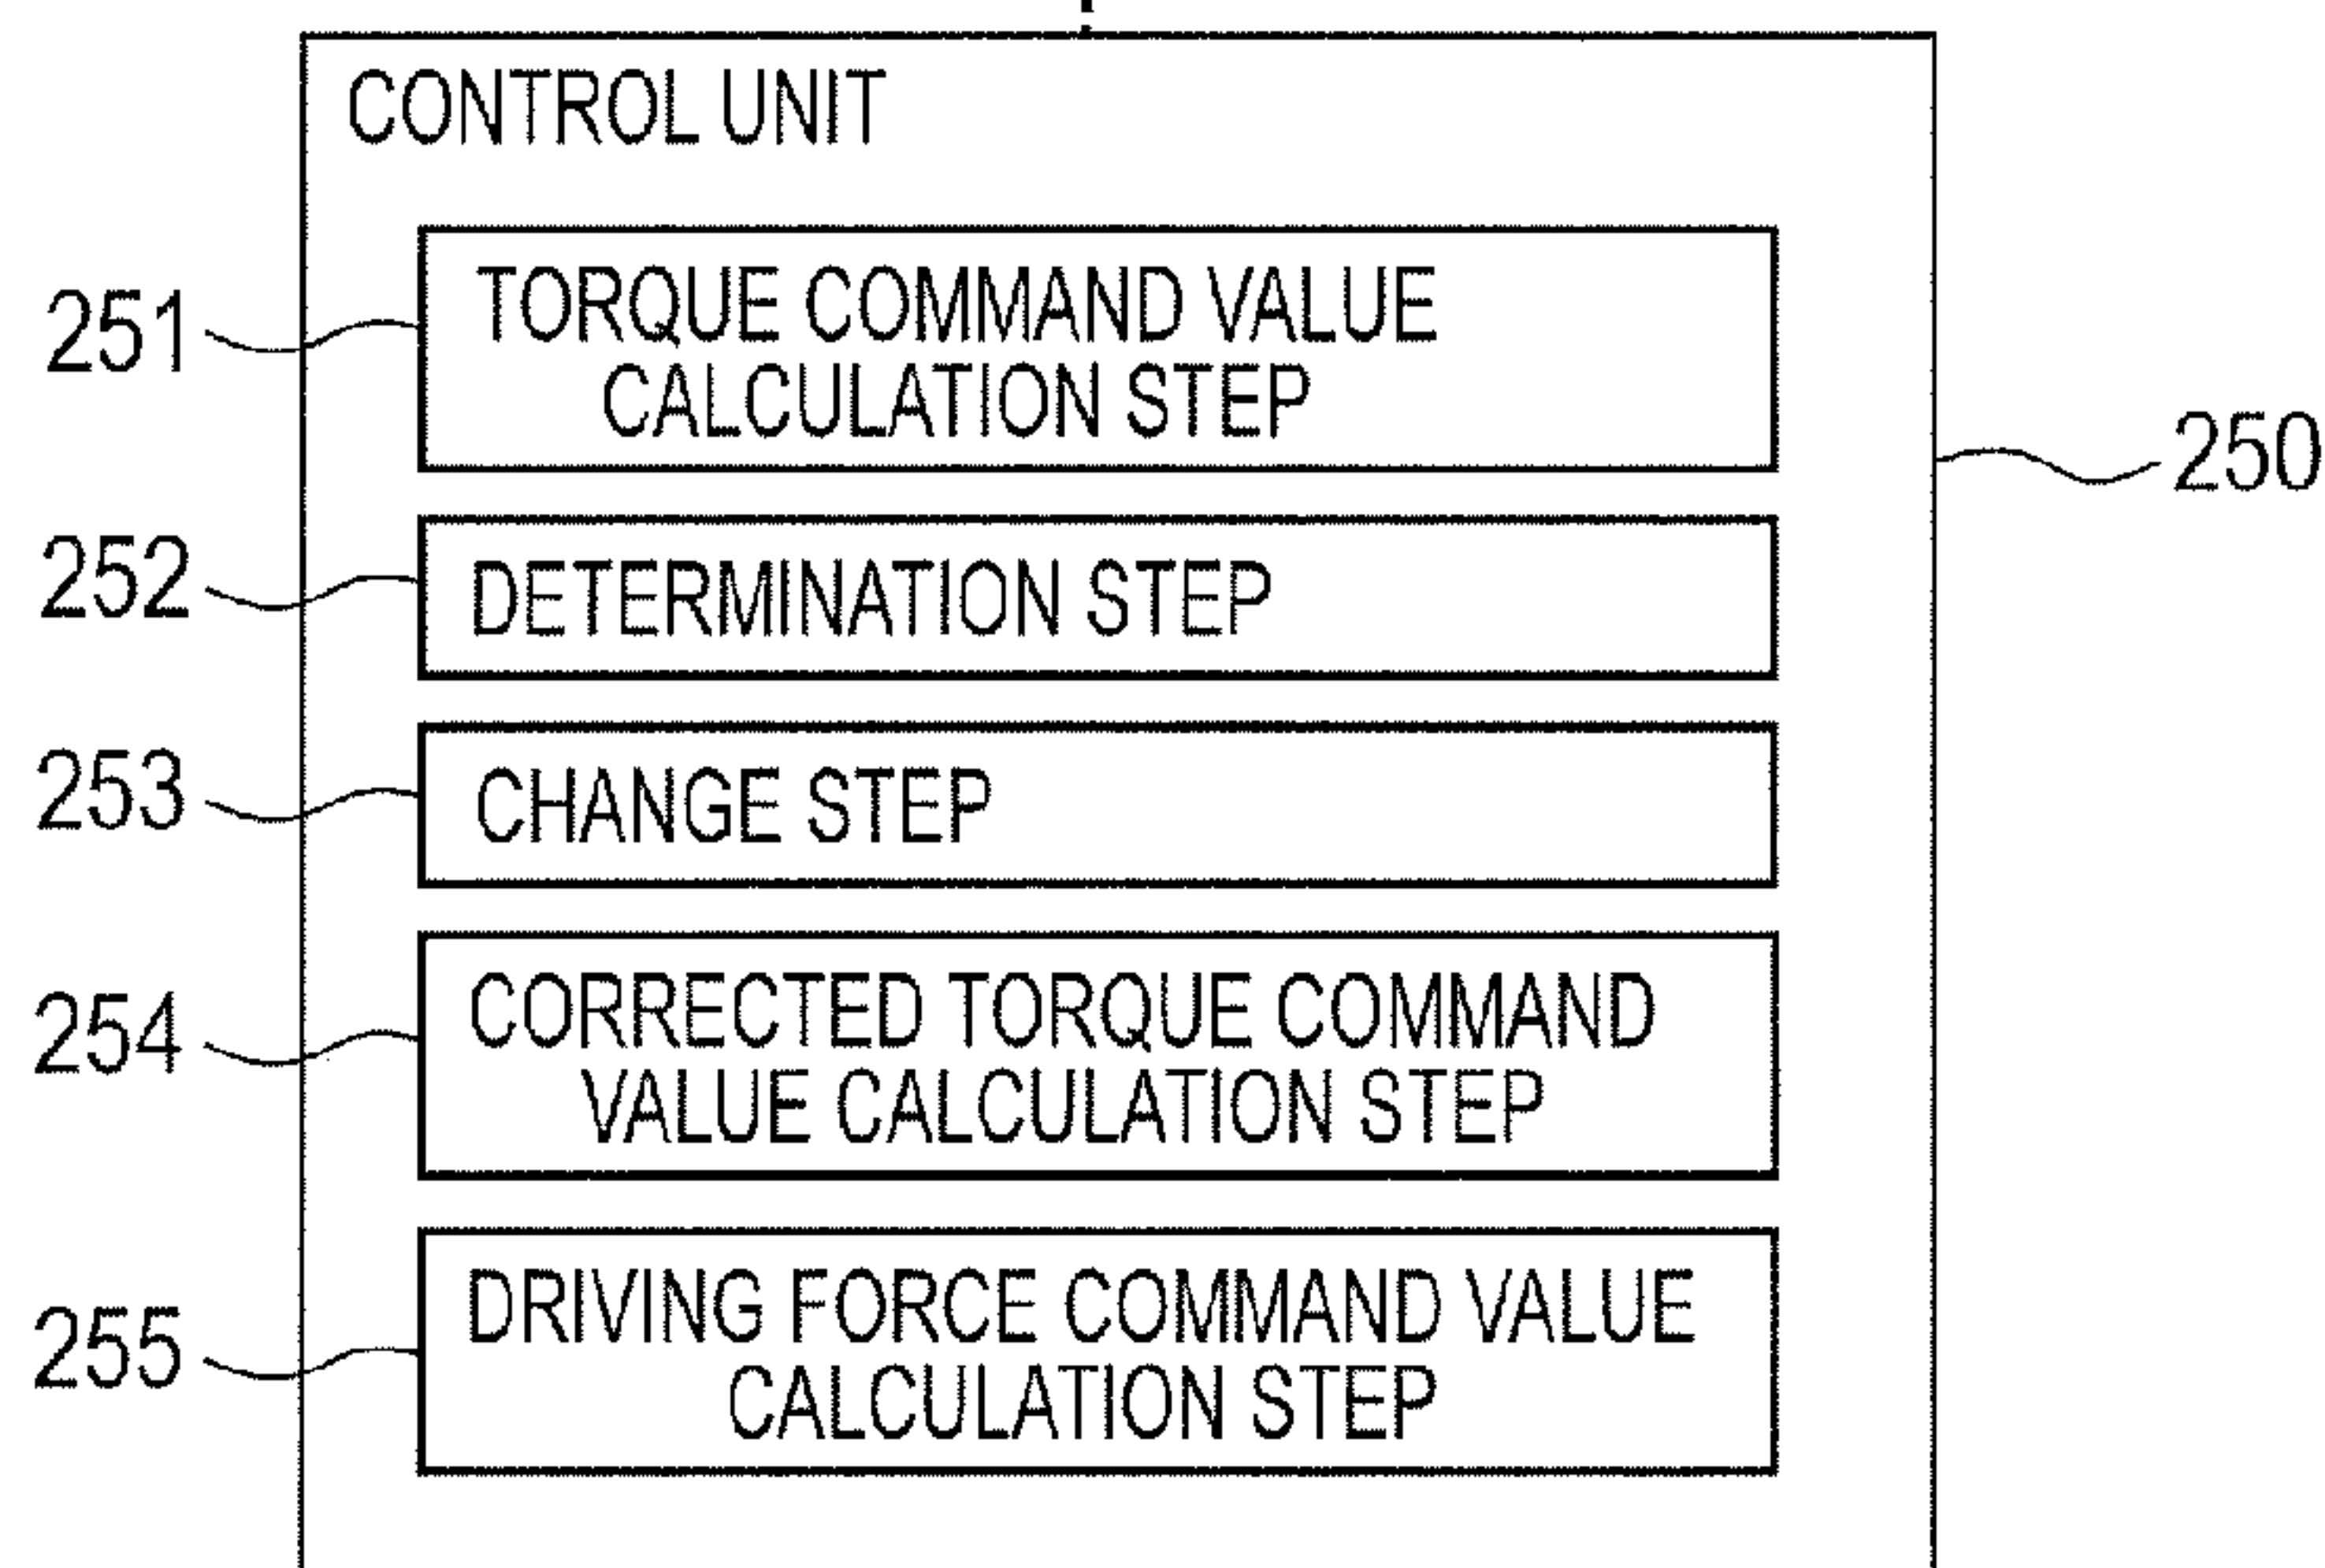 CONTROL UNIT
251
TORQUE COMMAND VALUE
CALCULATION STEP
250
252
DETERMINATION STEP
253
CHANGE STEP
254
CORRECTED TORQUE COMMAND
VALUE CALCULATION STEP
255
DRIVING FORCE COMMAND VALUE
CALCULATION STEP